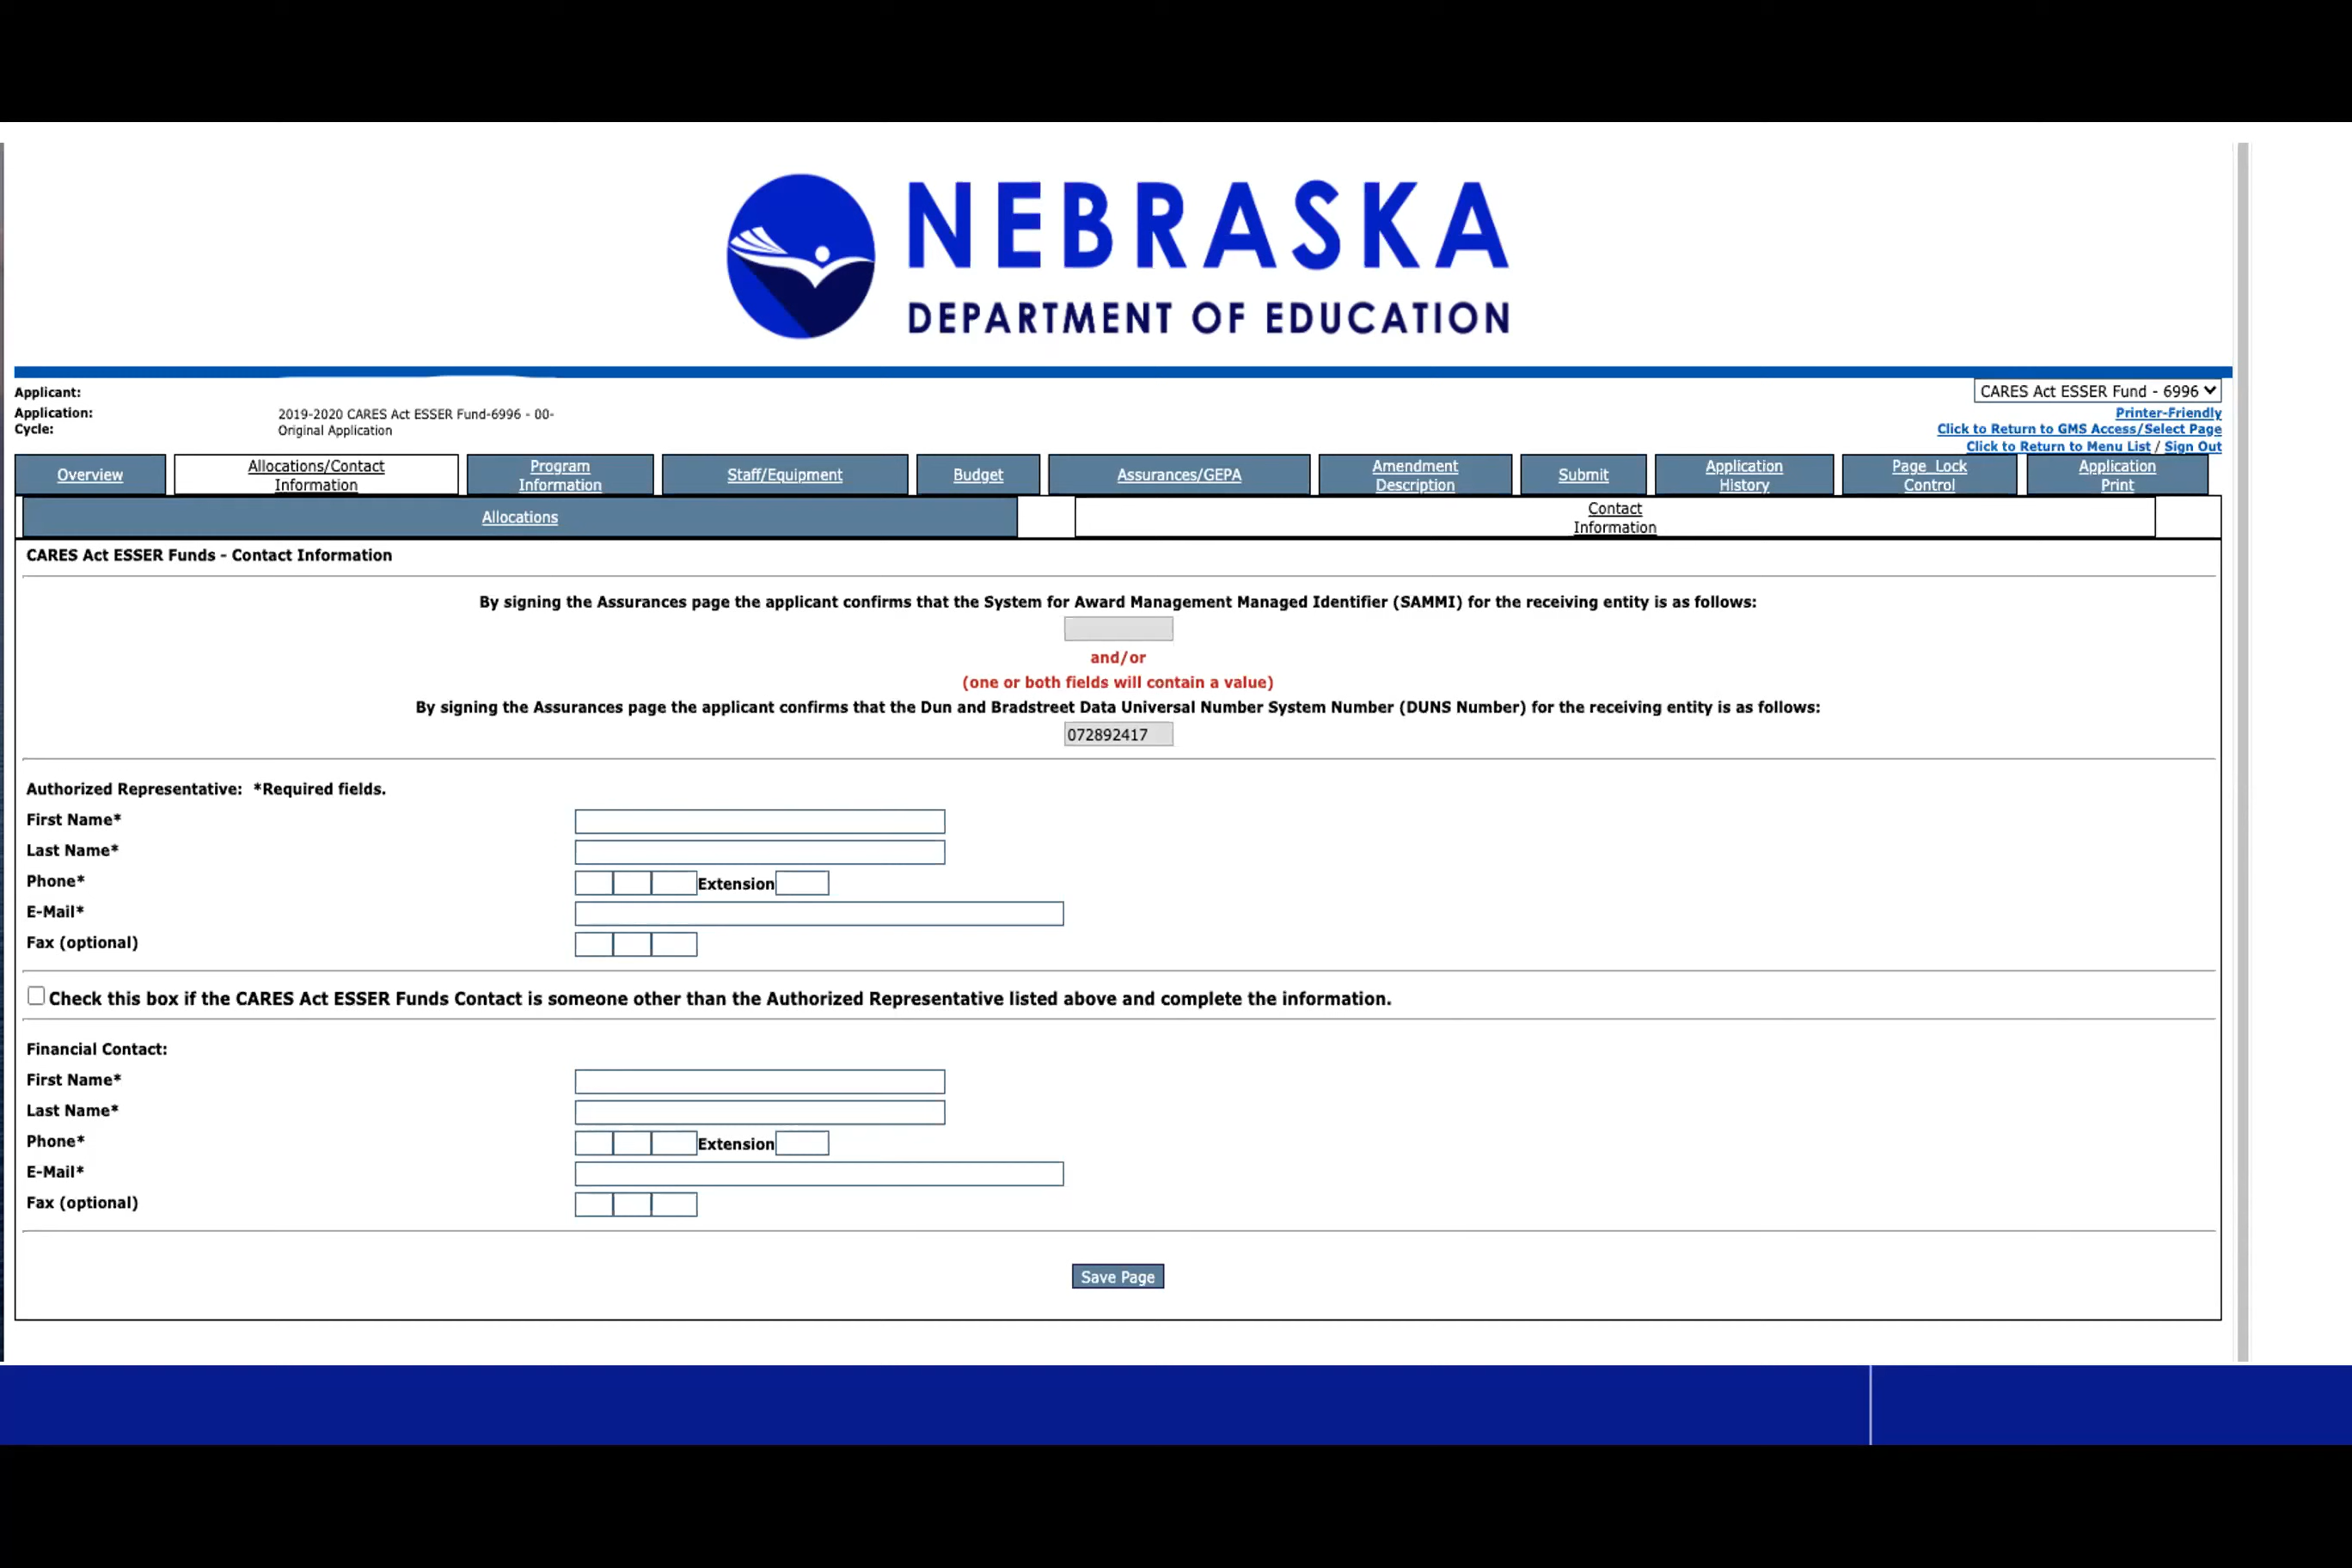 NEBRASKA
DEPARTMENT OF EDUCATION
Applicant:
CARES Act ESSER Fund - 6996
Application:
2019-2020 CARES Act ESSER Fund-6996 - 00-
Printer-Friendly
Cycle:
Original Application
Click to Return to GMS Access/Select Page
Click to Return to Menu List / Sign Out
Overview
Allocations/Contact
Information
Program
Information
Staff/Equipment
Budget
Assurances/GEPA
Amendment
Description
Submit
Application
History
Page_Lock
Control
Application
Print
Allocations
Contact
Information
CARES Act ESSER Funds - Contact Information
By signing the Assurances page the applicant confirms that the System for Award Management Managed Identifier (SAMMI) for the receiving entity is as follows:
and/or
(one or both fields will contain a value)
By signing the Assurances page the applicant confirms that the Dun and Bradstreet Data Universal Number System Number (DUNS Number) for the receiving entity is as follows:
072892417
Authorized Representative: *Required fields.
First Name*
Last Name*
Phone* Extension
E-Mail*
Fax (optional)
Check this box if the CARES Act ESSER Funds Contact is someone other than the Authorized Representative listed above and complete the information.
Financial Contact:
First Name*
Last Name*
Phone* Extension
E-Mail*
Fax (optional)
Save Page